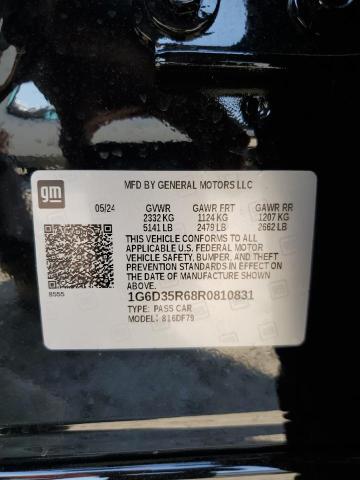 gm
MFD BY GENERAL MOTORS LLC
05/24 GVWR GAWR FRT GAWR RR
2332 KG 1124 KG 1207 KG
5141 LB 2479 LB 2662 LB
THIS VEHICLE CONFORMS TO ALL
APPLICABLE U.S. FEDERAL MOTOR
VEHICLE SAFETY, BUMPER, AND THEFT
PREVENTION STANDARDS IN EFFECT ON
THE DATE OF MANUFACTURE SHOWN
ABOVE.
8555
1G6D35R68R0810831
TYPE: PASS CAR
MODEL: 816DF79